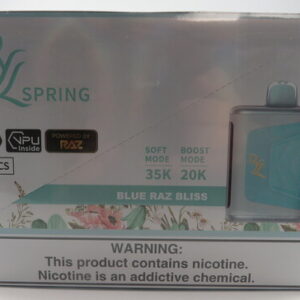 SPRING
VPU
Inside
POWERED BY
RAZ
CS
SOFT MODE
BOOST MODE
35K 20K
BLUE RAZ BLISS
WARNING:
This product contains nicotine.
Nicotine is an addictive chemical.